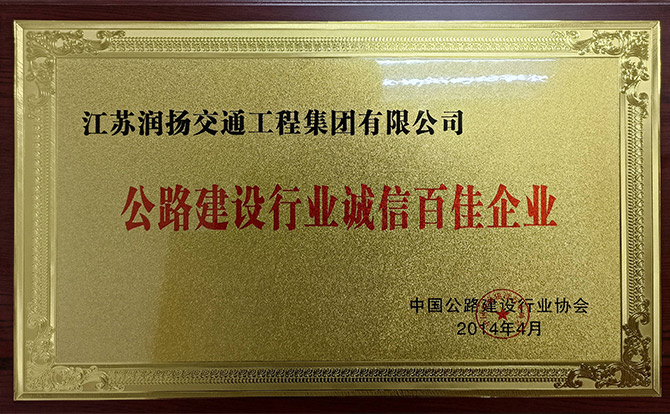 江苏润扬交通工程集团有限公司
公路建设行业诚信百佳企业
中国公路建设行业协会
2014年4月